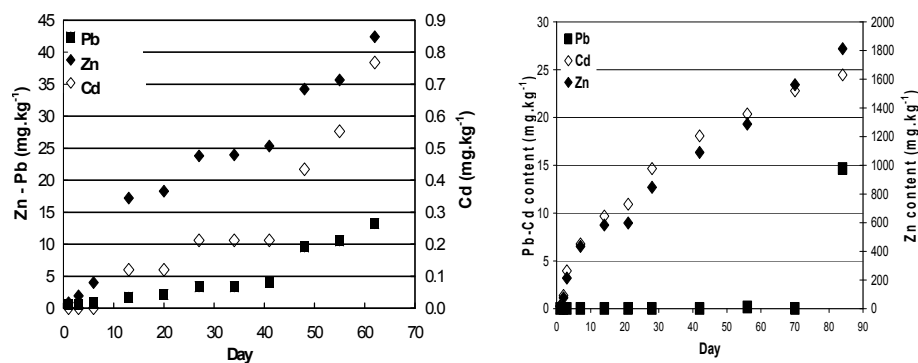 45
40
35
30
25
20
15
10
5
0
Zn - Pb (mg.kg-1)
Pb
Zn
Cd
0.9
0.8
0.7
0.6
0.5
0.4
0.3
0.2
0.1
0.0
Cd (mg.kg-1)
0 10 20 30 40 50 60 70
Day
30
25
20
15
10
5
0
Pb-Cd content (mg.kg-1)
Pb
Cd
Zn
2000
1800
1600
1400
1200
1000
800
600
400
200
0
Zn content (mg.kg-1)
0 10 20 30 40 50 60 70 80 90
Day